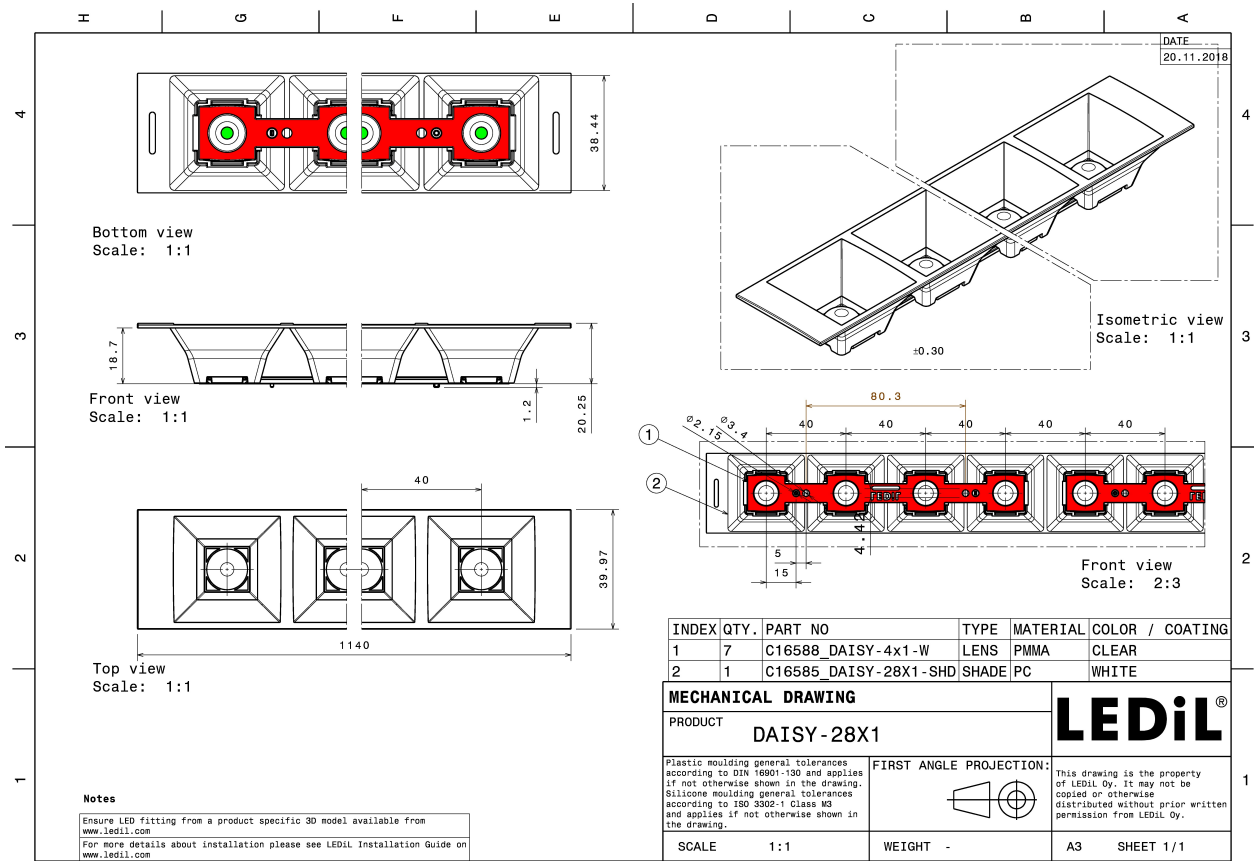 H G F E D C B A
DATE
20.11.2018
4
4
38.44
Bottom view
Scale: 1:1
3
3
18.7
1.2
20.25
Front view
Scale: 1:1
Isometric view
Scale: 1:1
±0.30
80.3
40 40 40 40 40
Ø2.15
Ø3.4
1
2
LEDiL
LEDiL
4.42
5
15
Front view
Scale: 2:3
2
2
40
39.97
1140
Top view
Scale: 1:1
INDEX QTY. PART NO TYPE MATERIAL COLOR / COATING
1 7 C16588_DAISY-4x1-W LENS PMMA CLEAR
2 1 C16585_DAISY-28X1-SHD SHADE PC WHITE
MECHANICAL DRAWING
PRODUCT
DAISY-28X1
LEDiL®
Plastic moulding general tolerances
according to DIN 16901-130 and applies
if not otherwise shown in the drawing.
Silicone moulding general tolerances
according to ISO 3302-1 Class M3
and applies if not otherwise shown in
the drawing.
FIRST ANGLE PROJECTION:
This drawing is the property
of LEDiL Oy. It may not be
copied or otherwise
distributed without prior written
permission from LEDiL Oy.
SCALE 1:1 WEIGHT - A3 SHEET 1/1
1
1
Notes
Ensure LED fitting from a product specific 3D model available from
www.ledil.com
For more details about installation please see LEDiL Installation Guide on
www.ledil.com